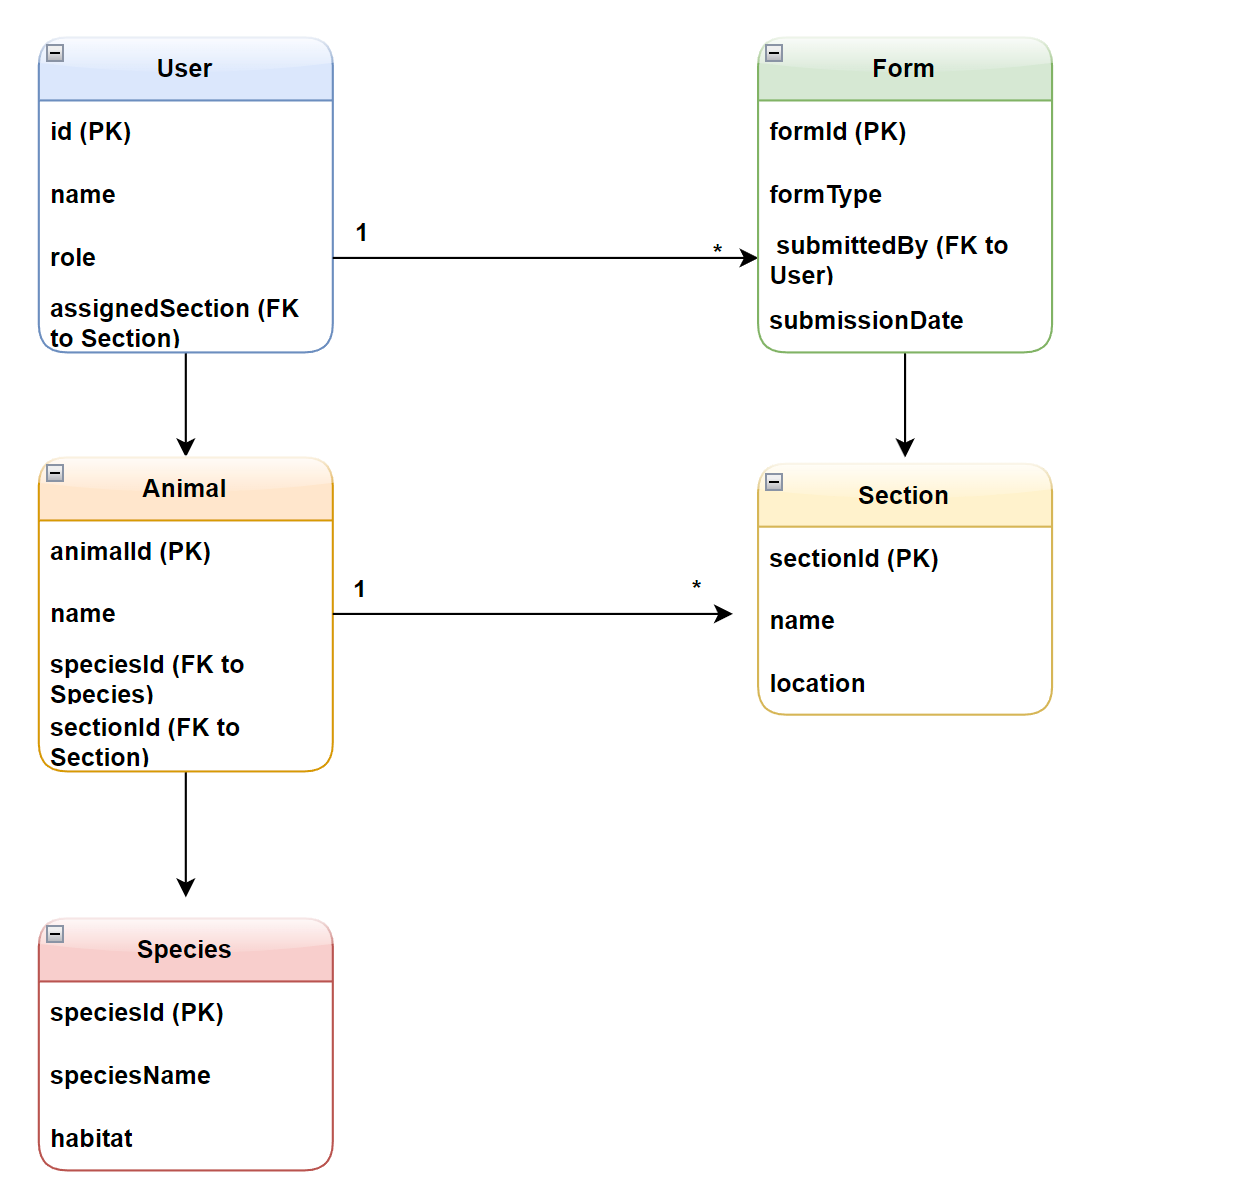 User
id (PK)
name
role
assignedSection (FK
to Section)
1
*
Form
formId (PK)
formType
submittedBy (FK to
User)
submissionDate
Animal
animalId (PK)
name
speciesId (FK to
Species)
sectionId (FK to
Section)
1
*
Section
sectionId (PK)
name
location
Species
speciesId (PK)
speciesName
habitat